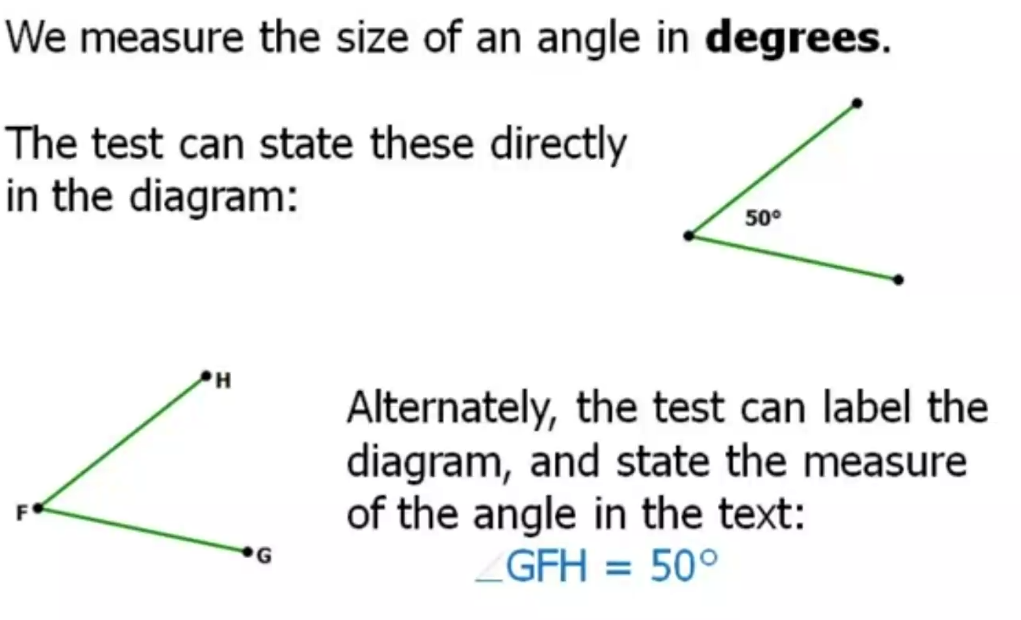 We measure the size of an angle in degrees.
The test can state these directly
in the diagram:
50°
H
F
G
Alternately, the test can label the
diagram, and state the measure
of the angle in the text:
∠GFH = 50°